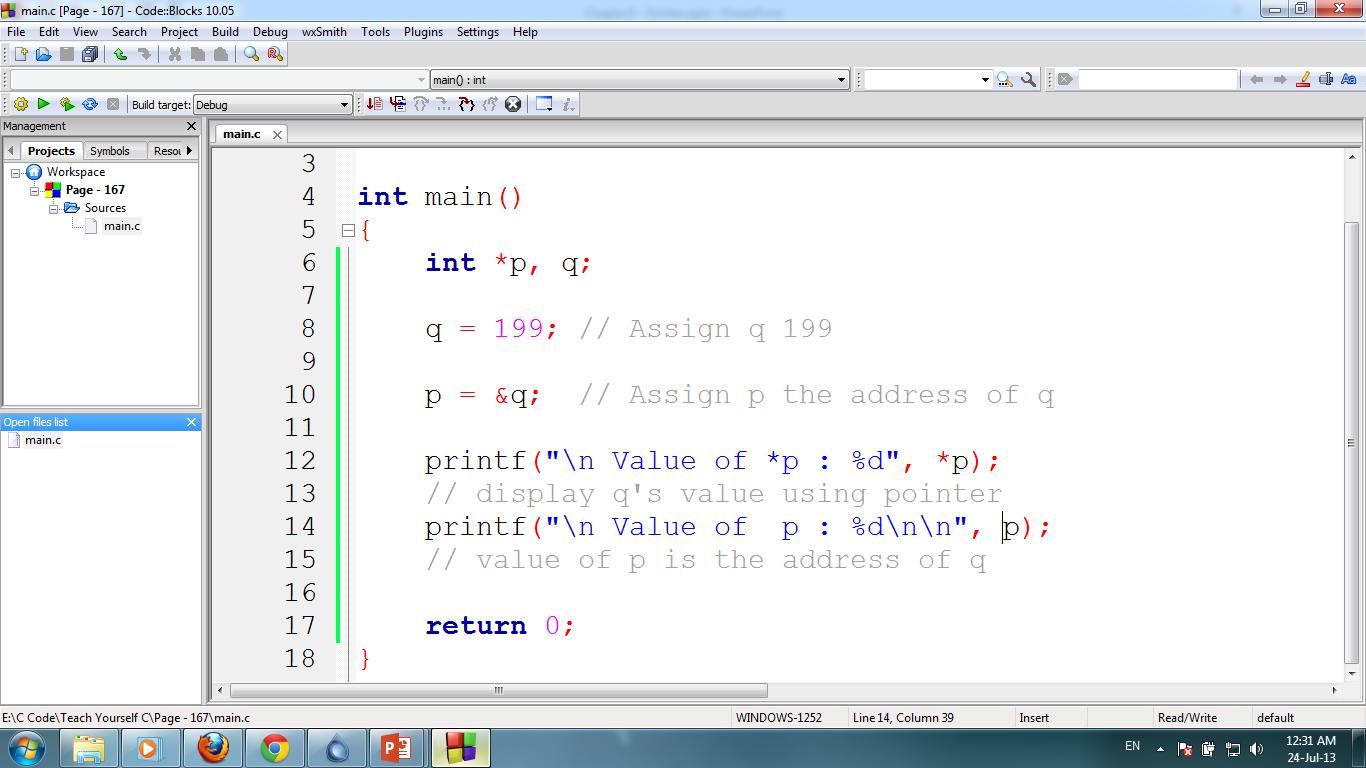 main.c [Page - 167] - Code::Blocks 10.05
File Edit View Search Project Build Debug wxSmith Tools Plugins Settings Help
main() : int
Build target: Debug
Management
Projects Symbols Resou
Workspace
Page - 167
Sources
main.c
Open files list
main.c
main.c
3
4 int main()
5 {
6 int *p, q;
7
8 q = 199; // Assign q 199
9
10 p = &q; // Assign p the address of q
11
12 printf("\n Value of *p : %d", *p);
13 // display q's value using pointer
14 printf("\n Value of  p : %d\n\n", p);
15 // value of p is the address of q
16
17 return 0;
18 }
E:\C Code\Teach Yourself C\Page - 167\main.c WINDOWS-1252 Line 14, Column 39 Insert Read/Write default
EN 12:31 AM
24-Jul-13